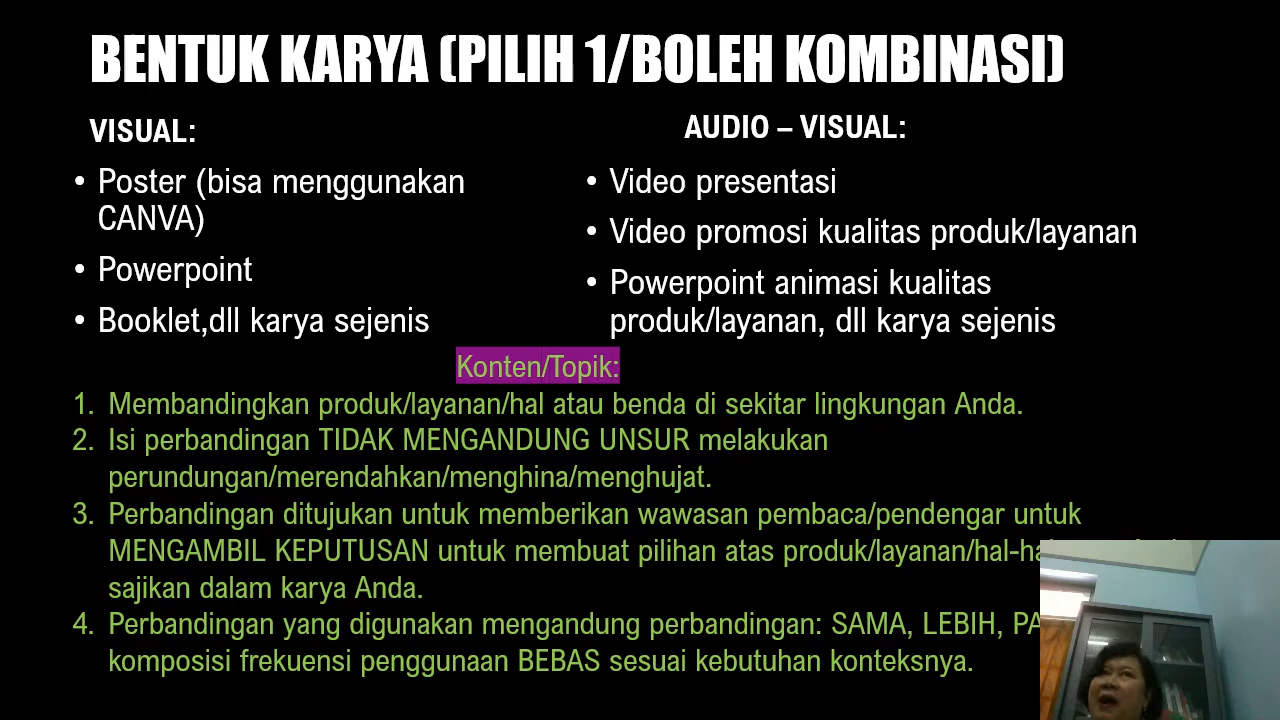 BENTUK KARYA (PILIH 1/BOLEH KOMBINASI)
VISUAL:
• Poster (bisa menggunakan
CANVA)
• Powerpoint
• Booklet,dll karya sejenis
AUDIO – VISUAL:
• Video presentasi
• Video promosi kualitas produk/layanan
• Powerpoint animasi kualitas
produk/layanan, dll karya sejenis
Konten/Topik:
1. Membandingkan produk/layanan/hal atau benda di sekitar lingkungan Anda.
2. Isi perbandingan TIDAK MENGANDUNG UNSUR melakukan
perundungan/merendahkan/menghina/menghujat.
3. Perbandingan ditujukan untuk memberikan wawasan pembaca/pendengar untuk
MENGAMBIL KEPUTUSAN untuk membuat pilihan atas produk/layanan/hal-ha
sajikan dalam karya Anda.
4. Perbandingan yang digunakan mengandung perbandingan: SAMA, LEBIH, PA
komposisi frekuensi penggunaan BEBAS sesuai kebutuhan konteksnya.